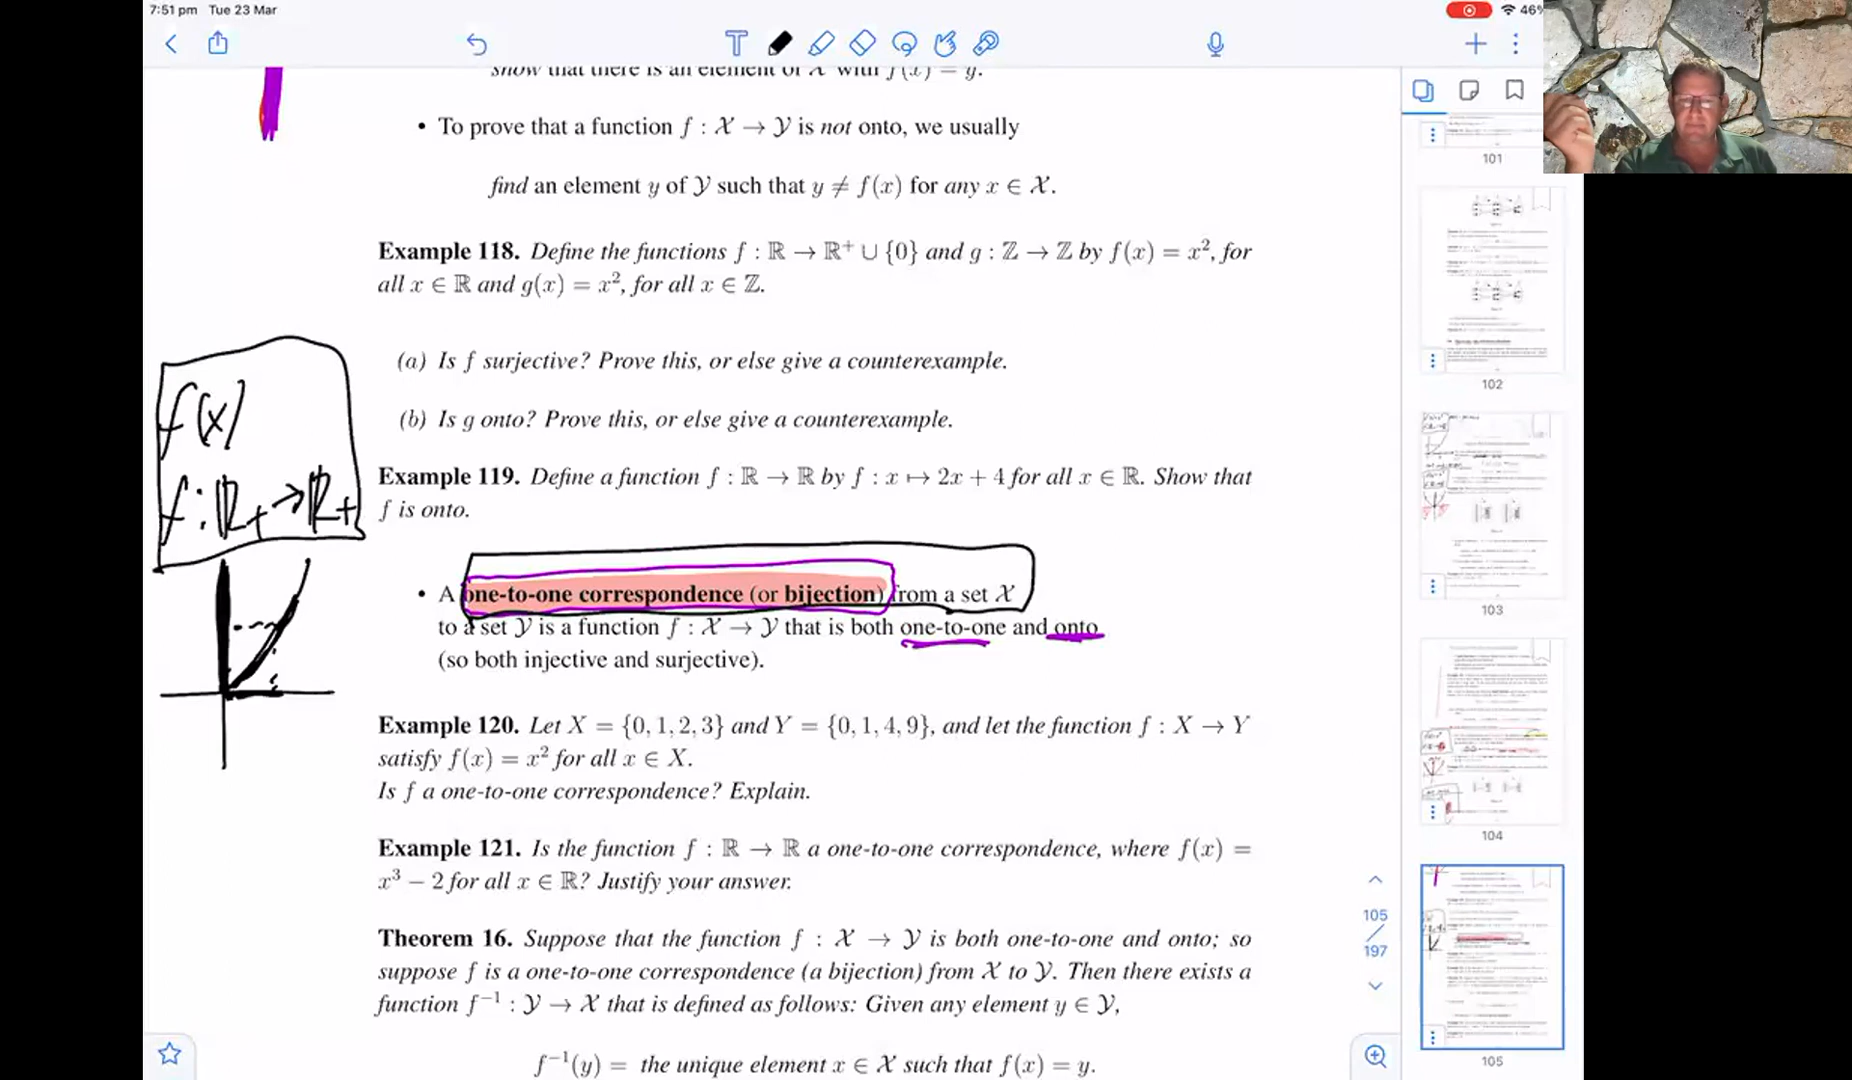 7:51 pm Tue 23 Mar
46%
show that there is an element of 𝒳 with f(x) = y.
• To prove that a function f : 𝒳 → 𝒴 is not onto, we usually
find an element y of 𝒴 such that y ≠ f(x) for any x ∈ 𝒳.
Example 118. Define the functions f : ℝ → ℝ⁺ ∪ {0} and g : ℤ → ℤ by f(x) = x², for
all x ∈ ℝ and g(x) = x², for all x ∈ ℤ.
(a) Is f surjective? Prove this, or else give a counterexample.
(b) Is g onto? Prove this, or else give a counterexample.
f(x)
f : ℝ₊ → ℝ₊
Example 119. Define a function f : ℝ → ℝ by f : x ↦ 2x + 4 for all x ∈ ℝ. Show that
f is onto.
• A one-to-one correspondence (or bijection) from a set 𝒳
to a set 𝒴 is a function f : 𝒳 → 𝒴 that is both one-to-one and onto
(so both injective and surjective).
Example 120. Let X = {0, 1, 2, 3} and Y = {0, 1, 4, 9}, and let the function f : X → Y
satisfy f(x) = x² for all x ∈ X.
Is f a one-to-one correspondence? Explain.
Example 121. Is the function f : ℝ → ℝ a one-to-one correspondence, where f(x) =
x³ − 2 for all x ∈ ℝ? Justify your answer.
Theorem 16. Suppose that the function f : 𝒳 → 𝒴 is both one-to-one and onto; so
suppose f is a one-to-one correspondence (a bijection) from 𝒳 to 𝒴. Then there exists a
function f⁻¹ : 𝒴 → 𝒳 that is defined as follows: Given any element y ∈ 𝒴,
f⁻¹(y) = the unique element x ∈ 𝒳 such that f(x) = y.
105
/
197
101
102
103
104
105